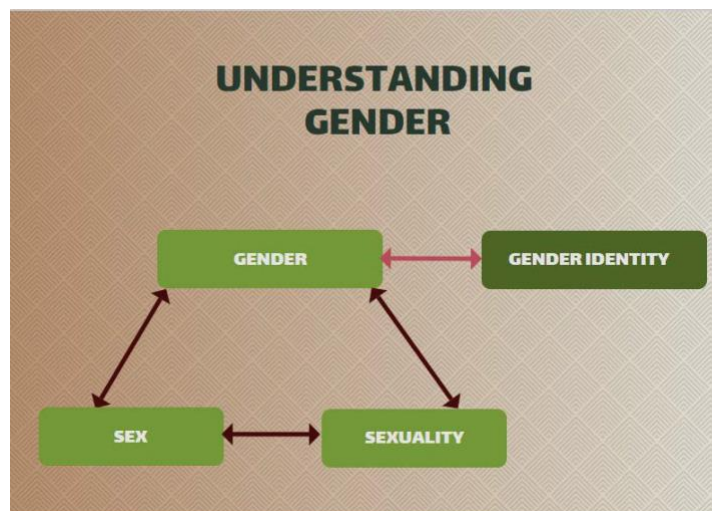 UNDERSTANDING
GENDER
GENDER
GENDER IDENTITY
SEX
SEXUALITY